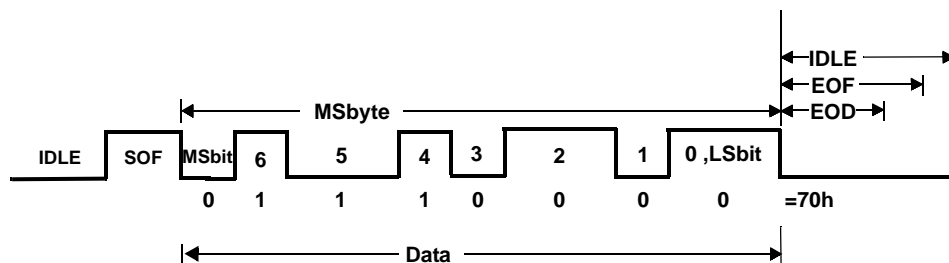 IDLE
EOF
EOD
MSbyte
IDLE SOF MSbit 6 5 4 3 2 1 0 ,LSbit
0 1 1 1 0 0 0 0 =70h
Data